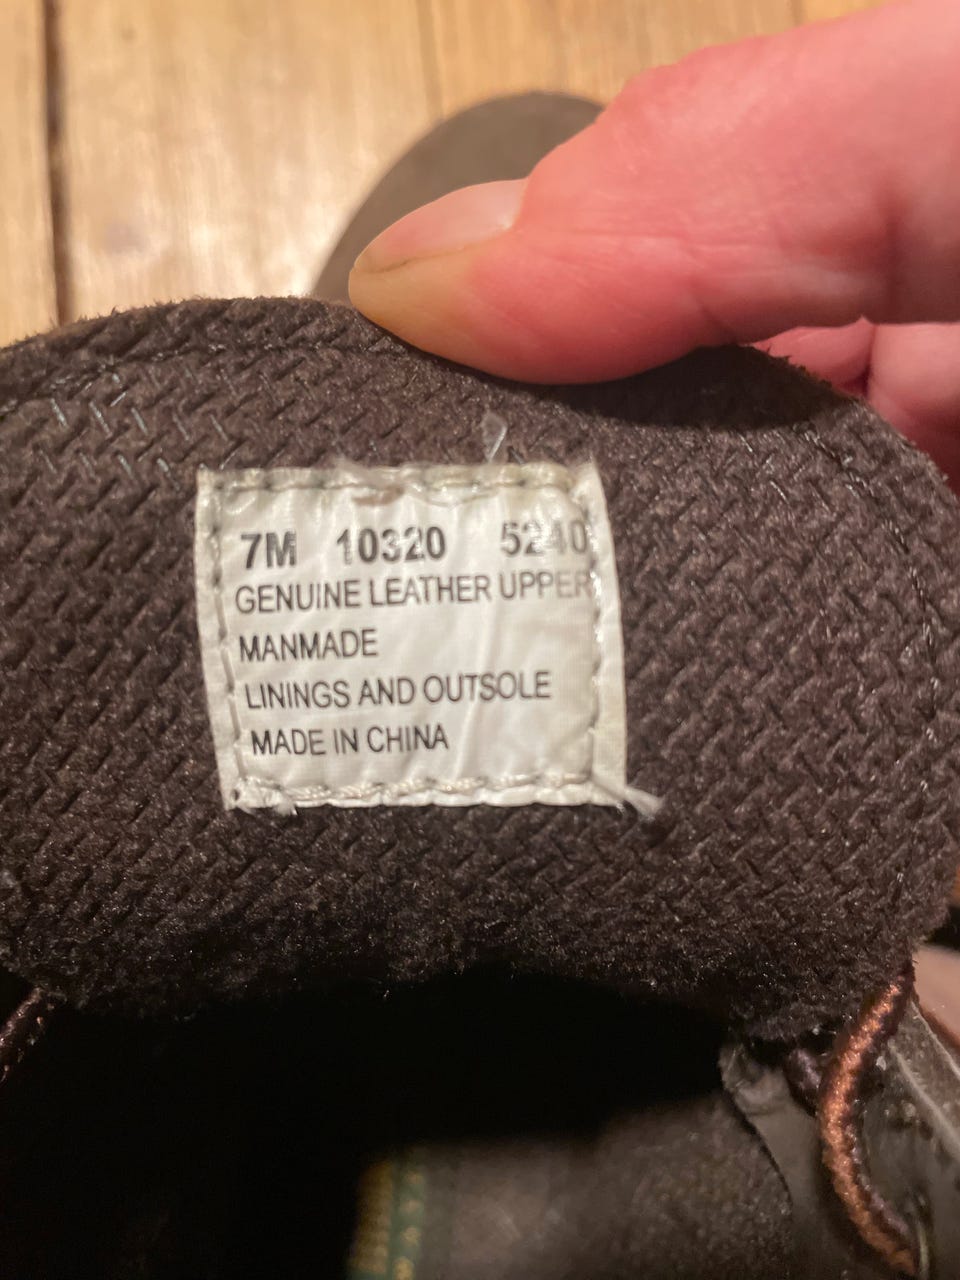 7M 10320 5240
GENUINE LEATHER UPPER
MANMADE
LININGS AND OUTSOLE
MADE IN CHINA